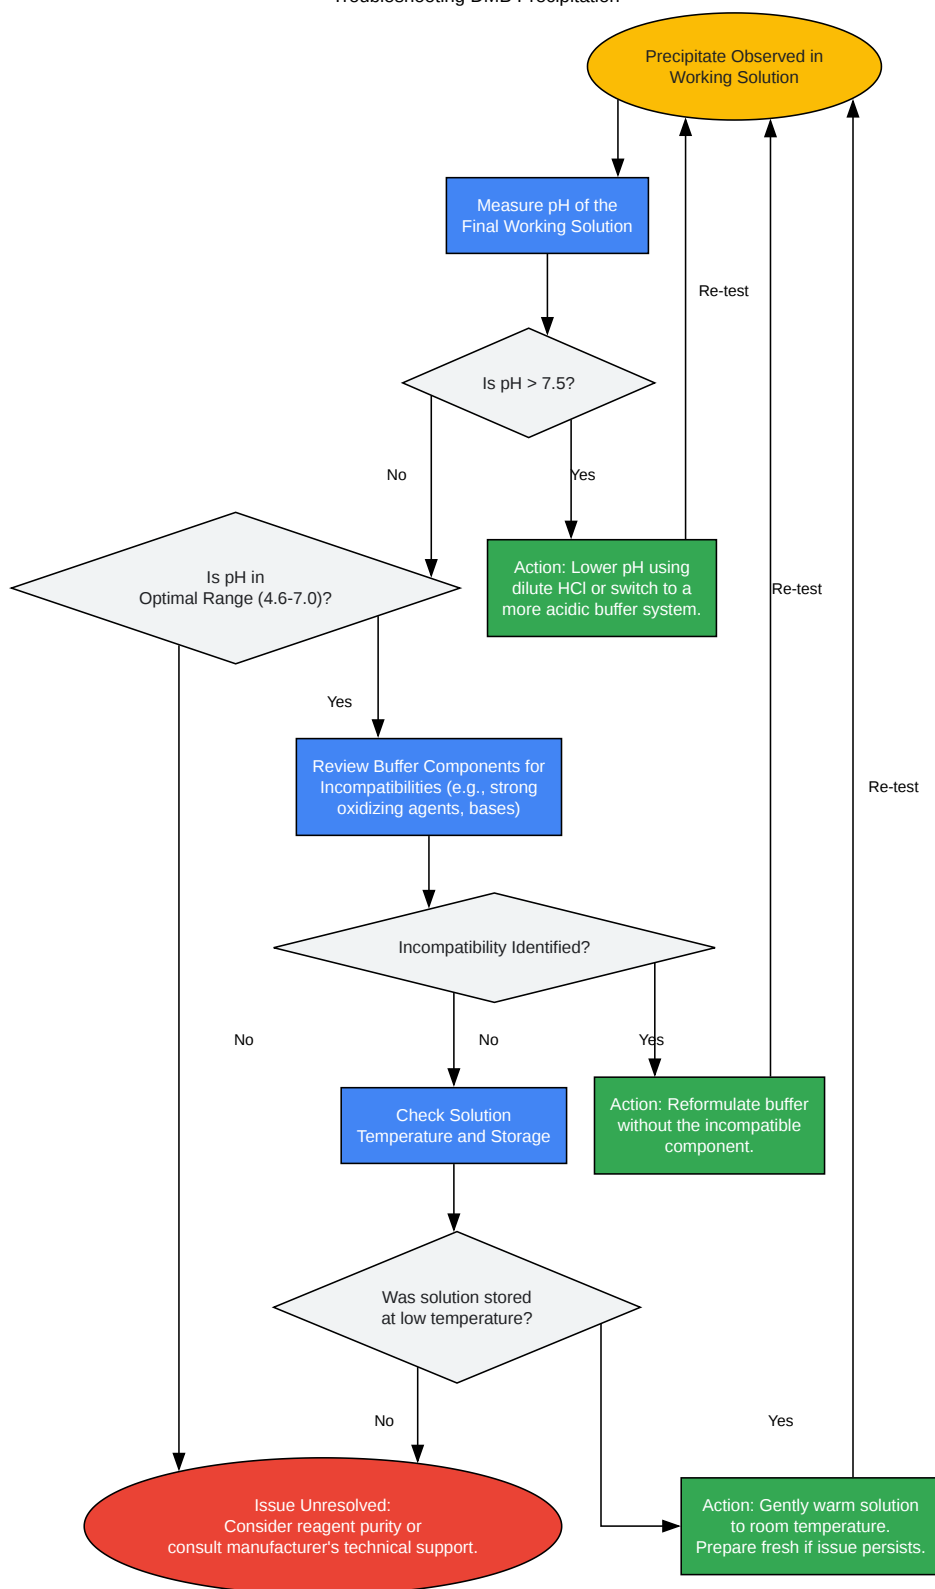 Troubleshooting DMB Precipitation
Precipitate Observed in
Working Solution
Measure pH of the
Final Working Solution
Re-test
Is pH > 7.5?
No
Yes
Is pH in
Optimal Range (4.6-7.0)?
Action: Lower pH using
dilute HCl or switch to a
more acidic buffer system.
Re-test
Yes
Review Buffer Components for
Incompatibilities (e.g., strong
oxidizing agents, bases)
Re-test
Incompatibility Identified?
No
No
Yes
Check Solution
Temperature and Storage
Action: Reformulate buffer
without the incompatible
component.
Was solution stored
at low temperature?
No
Yes
Issue Unresolved:
Consider reagent purity or
consult manufacturer's technical support.
Action: Gently warm solution
to room temperature.
Prepare fresh if issue persists.